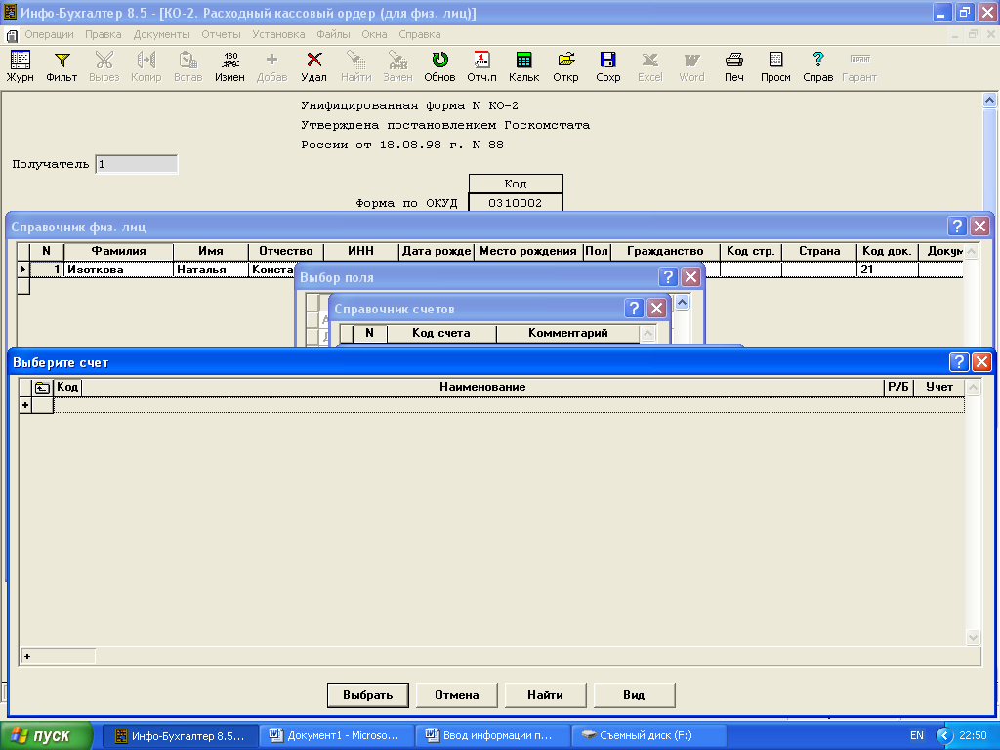 Инфо-Бухгалтер 8.5 - [КО-2. Расходный кассовый ордер (для физ. лиц)]
Операции Правка Документы Отчеты Установка Файлы Окна Справка
Журн Фильт Вырез Копир Встав Измен Добав Удал Найти Замен Обнов Отч.п Кальк Откр Сохр Excel Word Печ Просм Справ Гарант
Унифицированная форма N КО-2
Утверждена постановлением Госкомстата
России от 18.08.98 г. N 88
Получатель 1
Код
Форма по ОКУД 0310002
Справочник физ. лиц
N Фамилия Имя Отчество ИНН Дата рожде Место рождения Пол Гражданство Код стр. Страна Код док. Докум
1 Изоткова Наталья Конста 21
Выбор поля
Справочник счетов
N Код счета Комментарий
Выберите счет
Код Наименование Р/Б Учет
+
+
Выбрать Отмена Найти Вид
пуск Инфо-Бухгалтер 8.5... Документ1 - Microso... Ввод информации п... Съемный диск (F:) EN 22:50